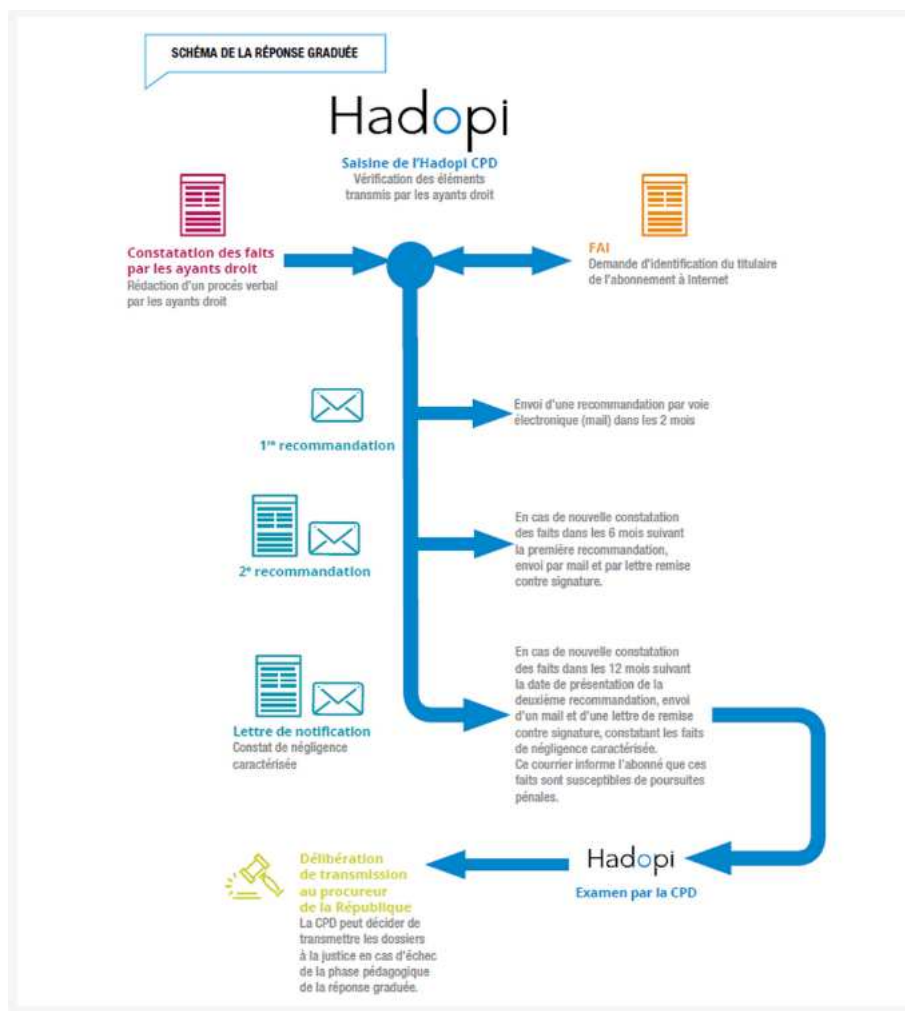 SCHÉMA DE LA RÉPONSE GRADUÉE
Hadopi
Saisine de l'Hadopi CPD
Vérification des éléments
transmis par les ayants droit
Constatation des faits
par les ayants droit
Rédaction d'un procés verbal
par les ayants droit
FAI
Demande d'identification du titulaire
de l'abonnement à Internet
1re recommandation
Envoi d'une recommandation par voie
électronique (mail) dans les 2 mois
2e recommandation
En cas de nouvelle constatation
des faits dans les 6 mois suivant
la première recommandation,
envoi par mail et par lettre remise
contre signature.
Lettre de notification
Constat de négligence
caractérisée
En cas de nouvelle constatation
des faits dans les 12 mois suivant
la date de présentation de la
deuxième recommandation, envoi
d'un mail et d'une lettre de remise
contre signature, constatant les faits
de négligence caractérisée.
Ce courrier informe l'abonné que ces
faits sont susceptibles de poursuites
pénales.
Hadopi
Examen par la CPD
Délibération
de transmission
au procureur
de la République
La CPD peut décider de
transmettre les dossiers
à la justice en cas d'échec
de la phase pédagogique
de la réponse graduée.